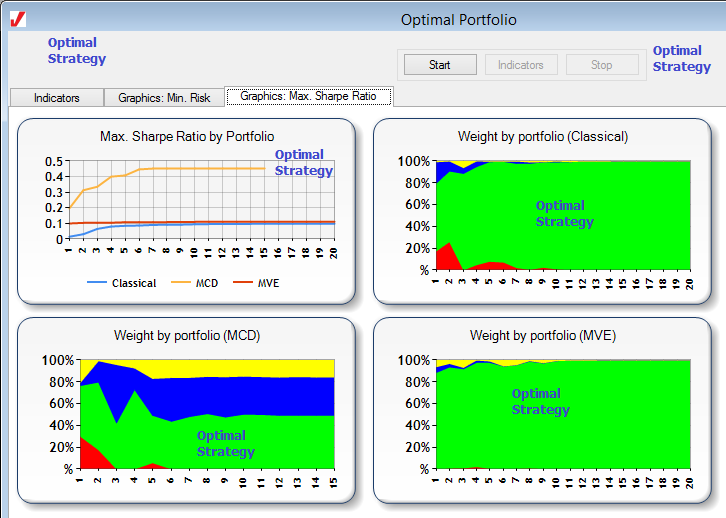 Optimal Portfolio
Optimal
Strategy
Start
Indicators
Stop
Optimal
Strategy
Indicators
Graphics: Min. Risk
Graphics: Max. Sharpe Ratio
Max. Sharpe Ratio by Portfolio
Optimal
Strategy
0.5
0.4
0.3
0.2
0.1
0
1 2 3 4 5 6 7 8 9 10 11 12 13 14 15 16 17 18 19 20
Classical MCD MVE
Weight by portfolio (Classical)
100%
80%
60%
40%
20%
%
Optimal
Strategy
1 2 3 4 5 6 7 8 9 10 11 12 13 14 15 16 17 18 19 20
Weight by portfolio (MCD)
100%
80%
60%
40%
20%
%
Optimal
Strategy
1 2 3 4 5 6 7 8 9 10 11 12 13 14 15
Weight by portfolio (MVE)
100%
80%
60%
40%
20%
%
Optimal
Strategy
1 2 3 4 5 6 7 8 9 10 11 12 13 14 15 16 17 18 19 20